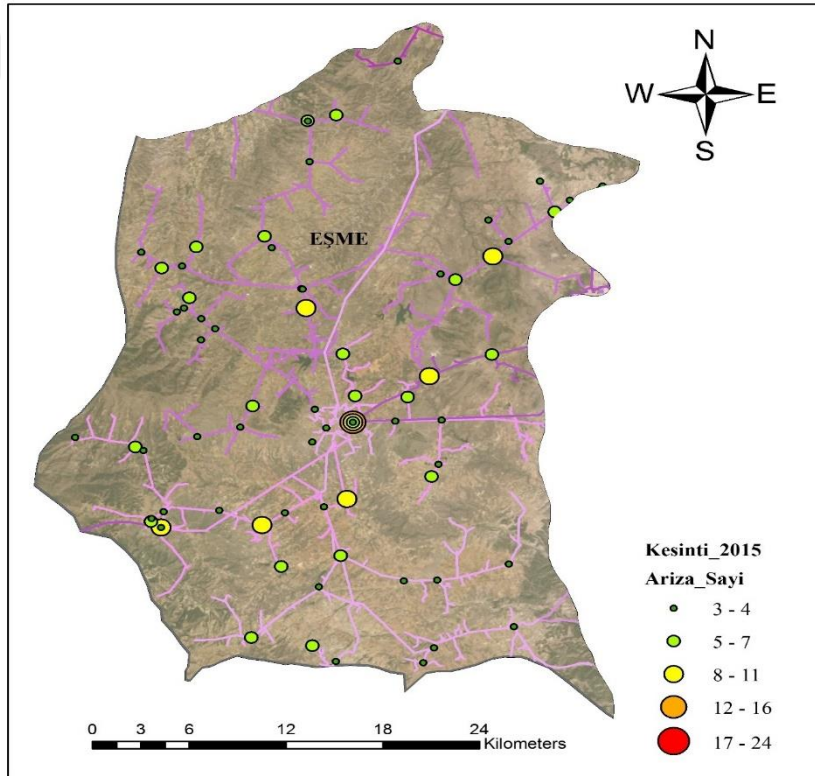 N
W E
S
EŞME
Kesinti_2015
Ariza_Sayi
3 - 4
5 - 7
8 - 11
12 - 16
17 - 24
0 3 6 12 18 24
Kilometers